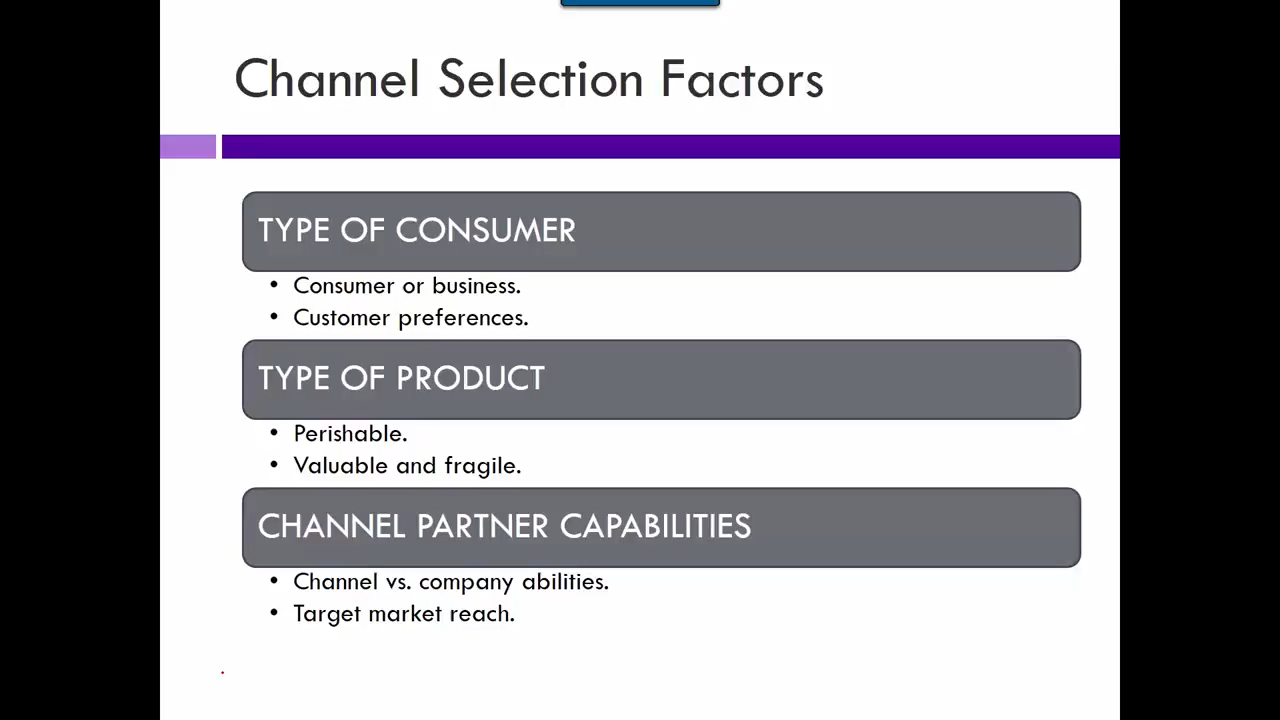 Channel Selection Factors
TYPE OF CONSUMER
• Consumer or business.
• Customer preferences.
TYPE OF PRODUCT
• Perishable.
• Valuable and fragile.
CHANNEL PARTNER CAPABILITIES
• Channel vs. company abilities.
• Target market reach.